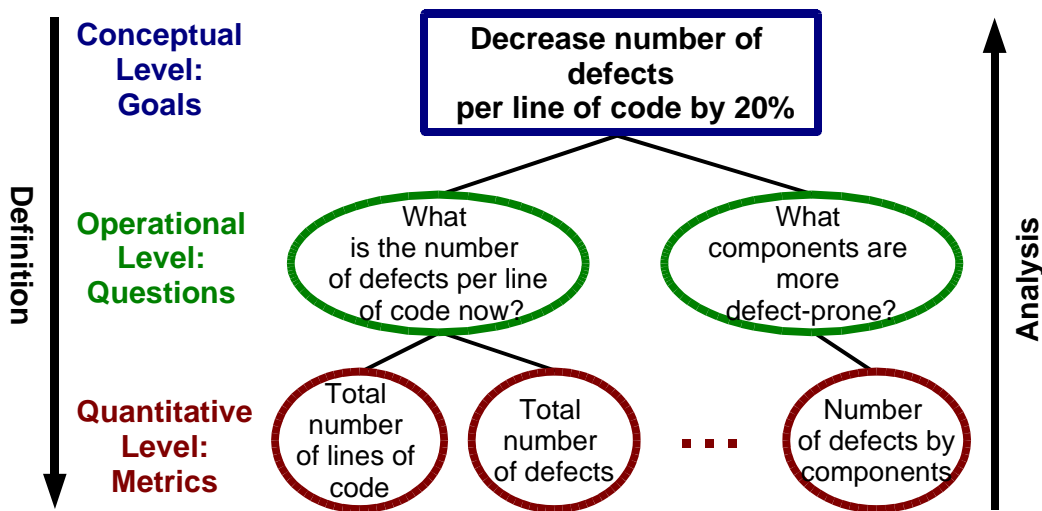 Conceptual
Level:
Goals
Decrease number of
defects
per line of code by 20%
Definition
Analysis
Operational
Level:
Questions
What
is the number
of defects per line
of code now?
What
components are
more
defect-prone?
Quantitative
Level:
Metrics
Total
number
of lines of
code
Total
number
of defects
Number
of defects by
components